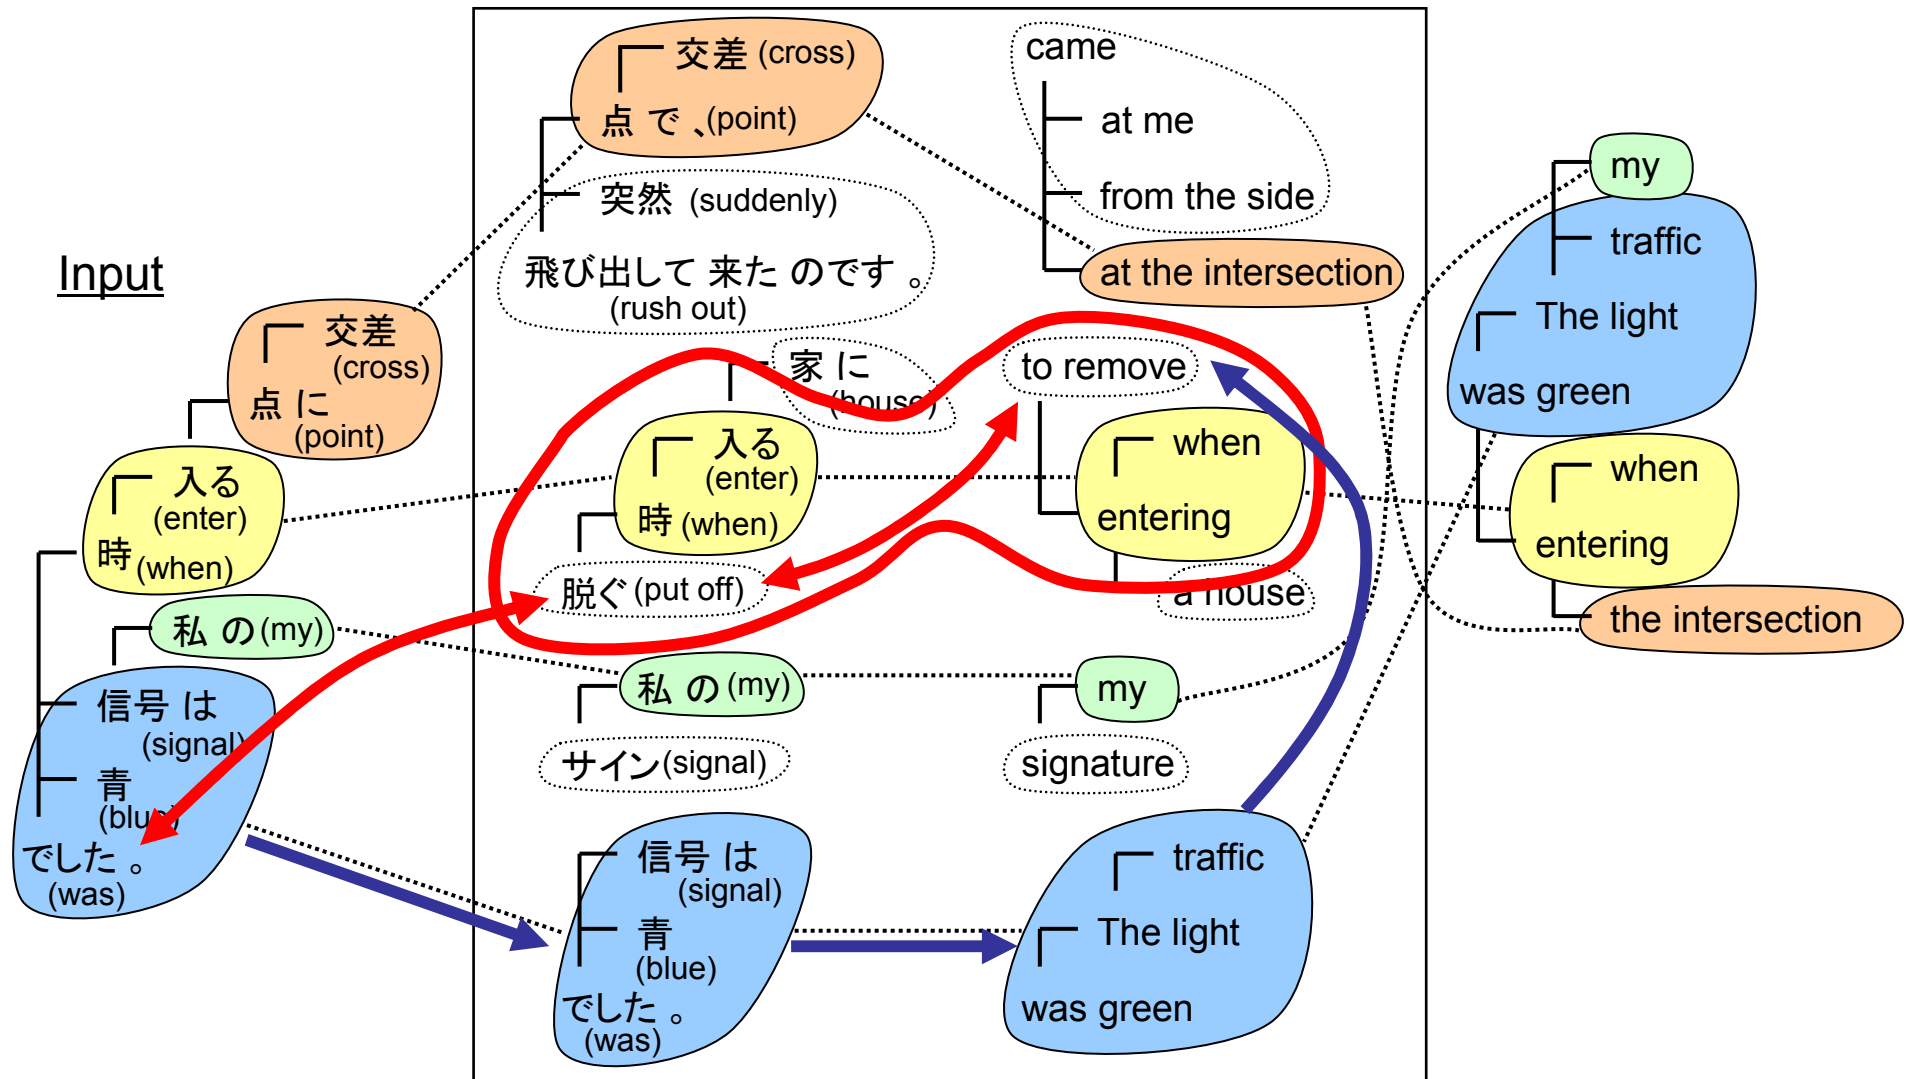 Input
交差
(cross)
点 に
(point)
入る
(enter)
時 (when)
私 の (my)
信号 は
(signal)
青
(blue)
でした 。
(was)
交差 (cross)
点 で 、(point)
突然 (suddenly)
飛び出して 来た のです 。
(rush out)
家 に
(house)
入る
(enter)
時 (when)
脱ぐ (put off)
私 の (my)
サイン (signal)
信号 は
(signal)
青
(blue)
でした 。
(was)
came
at me
from the side
at the intersection
to remove
when
entering
a house
my
signature
traffic
The light
was green
my
traffic
The light
was green
when
entering
the intersection